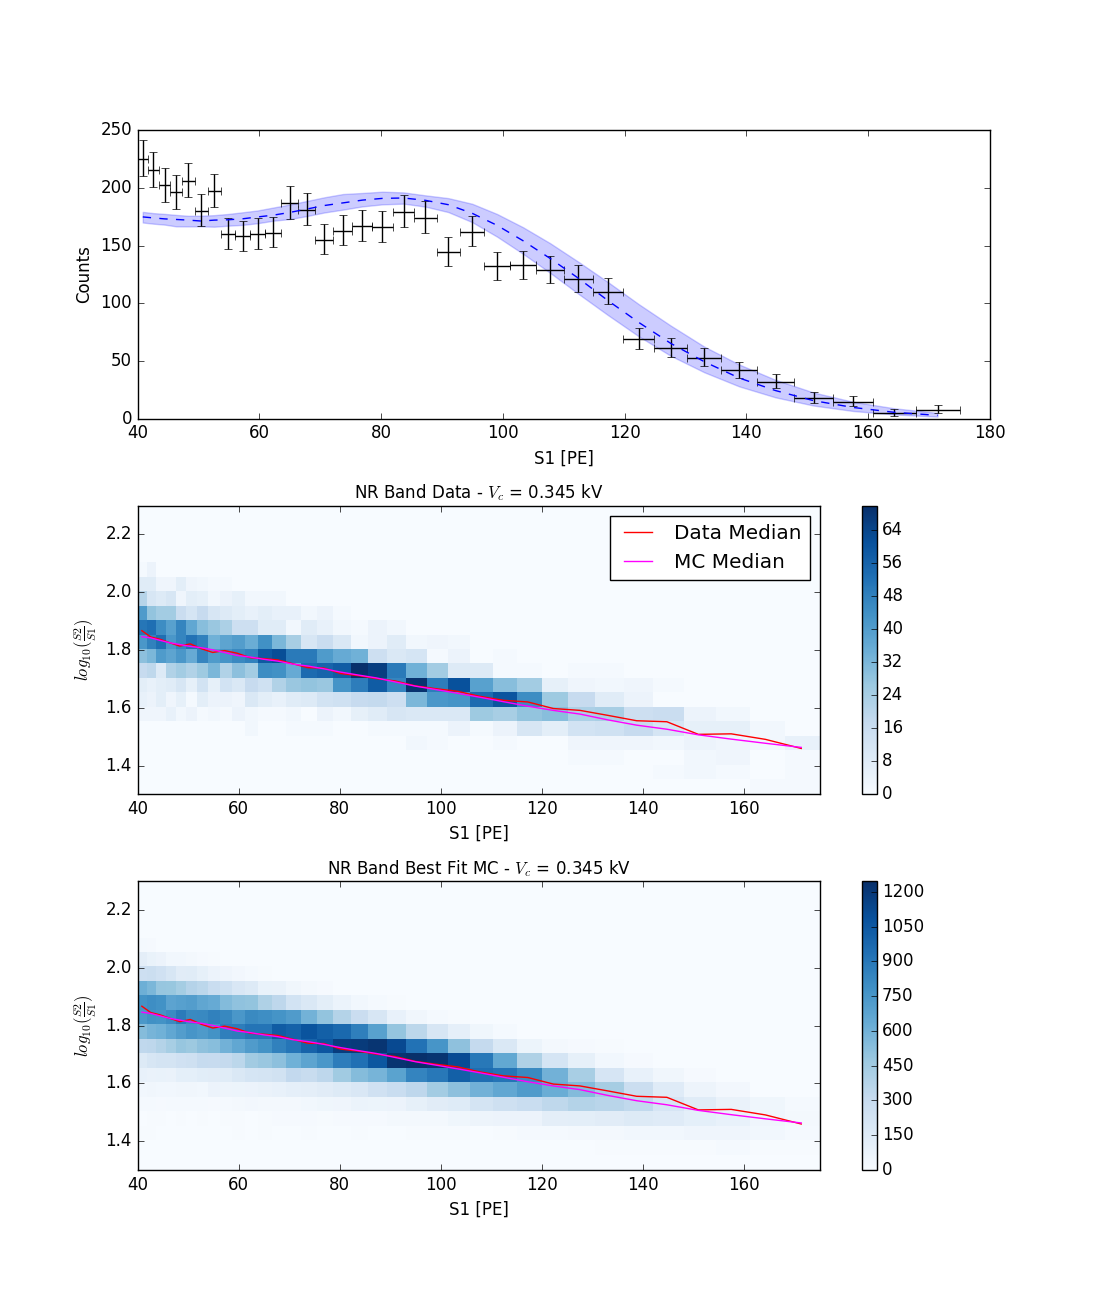 250
200
150
100
50
0
Counts
40 60 80 100 120 140 160 180
S1 [PE]
NR Band Data - V_c = 0.345 kV
Data Median
MC Median
2.2
2.0
1.8
1.6
1.4
log10(S2/S1)
40 60 80 100 120 140 160
S1 [PE]
64
56
48
40
32
24
16
8
0
NR Band Best Fit MC - V_c = 0.345 kV
2.2
2.0
1.8
1.6
1.4
log10(S2/S1)
40 60 80 100 120 140 160
S1 [PE]
1200
1050
900
750
600
450
300
150
0